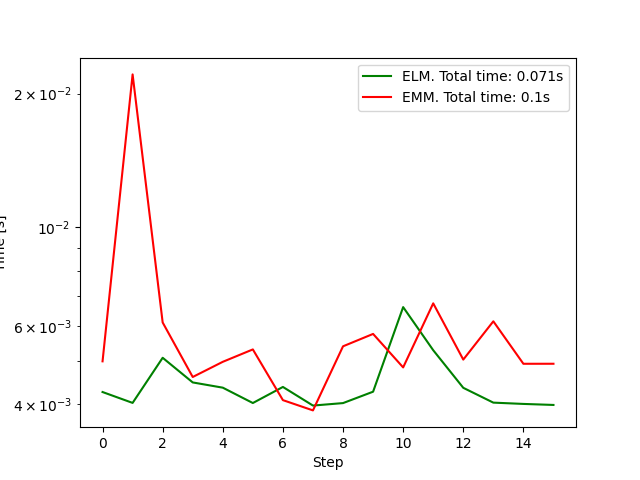 ELM. Total time: 0.071s
EMM. Total time: 0.1s
2 × 10⁻²
10⁻²
6 × 10⁻³
4 × 10⁻³
0 2 4 6 8 10 12 14
Step